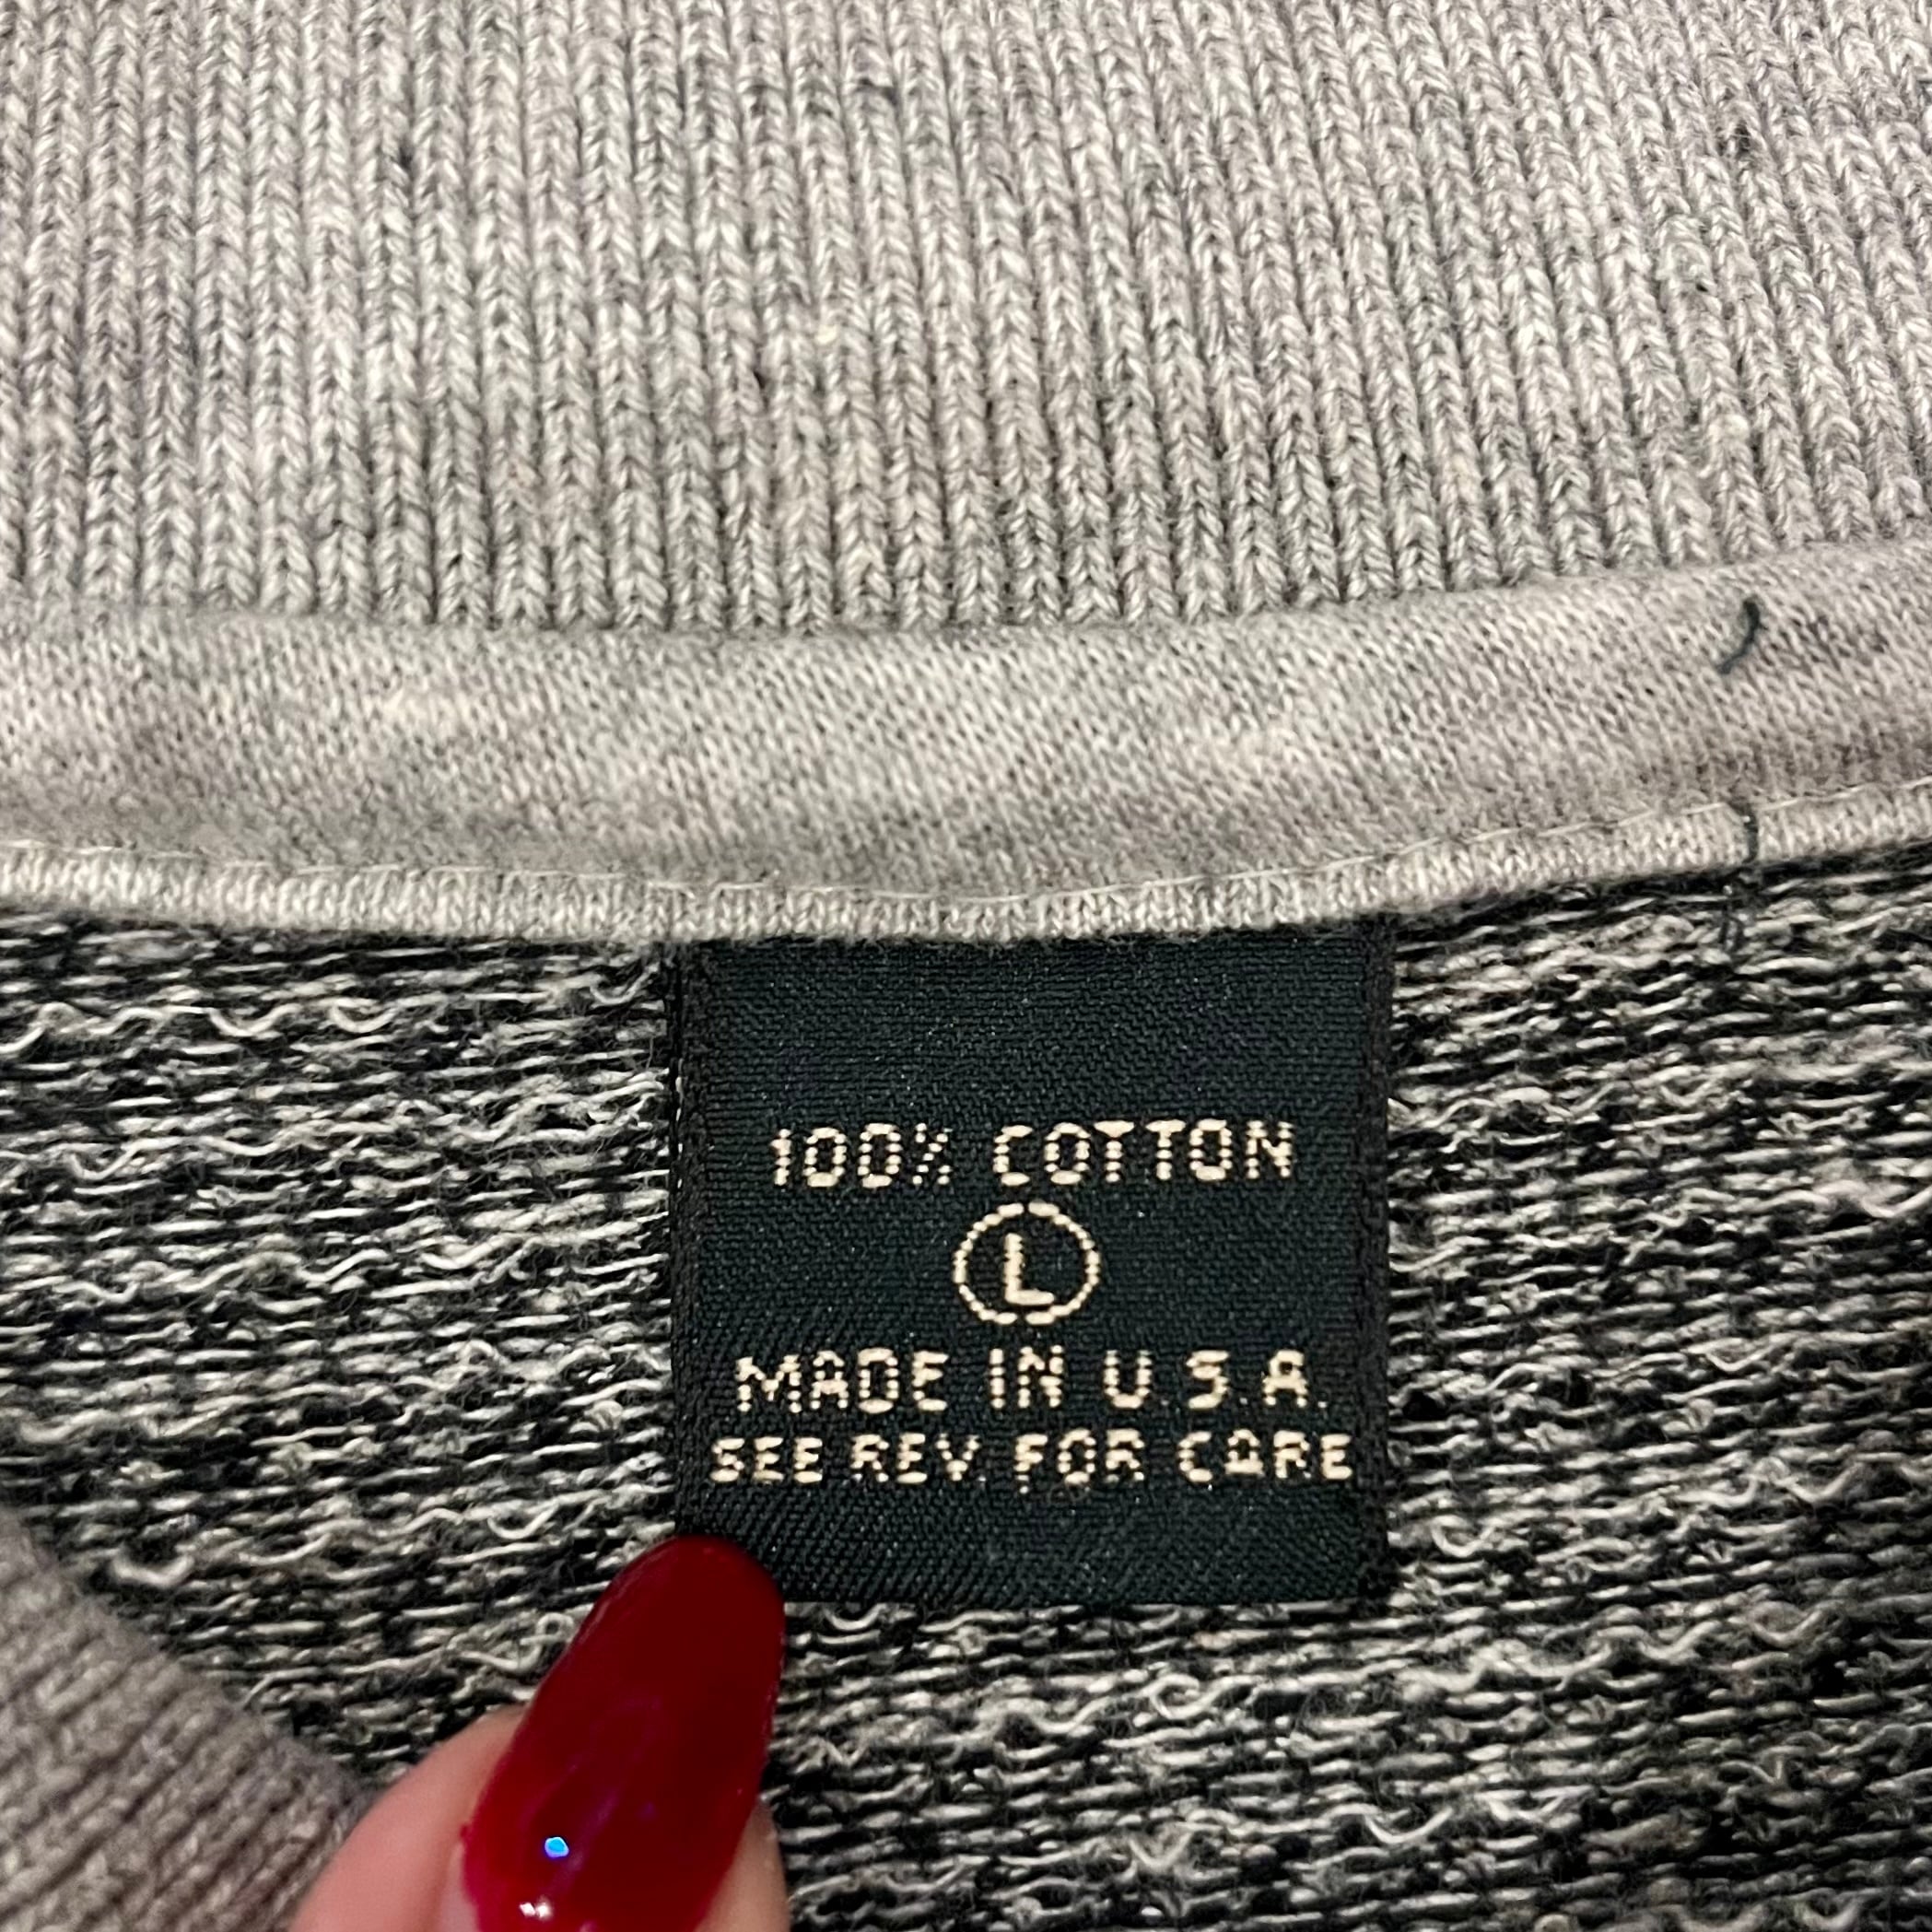 100% COTTON
L
MADE IN U.S.A.
SEE REV FOR CARE